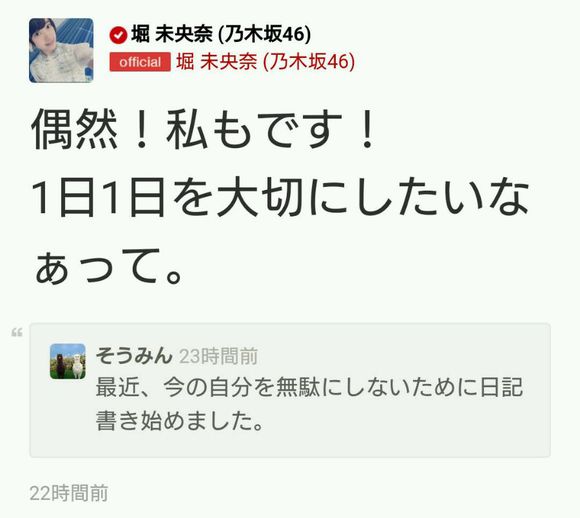 堀 未央奈 (乃木坂46)
official 堀 未央奈 (乃木坂46)
偶然！私もです！
1日1日を大切にしたいな
ぁって。
そうみん 23時間前
最近、今の自分を無駄にしないために日記
書き始めました。
22時間前